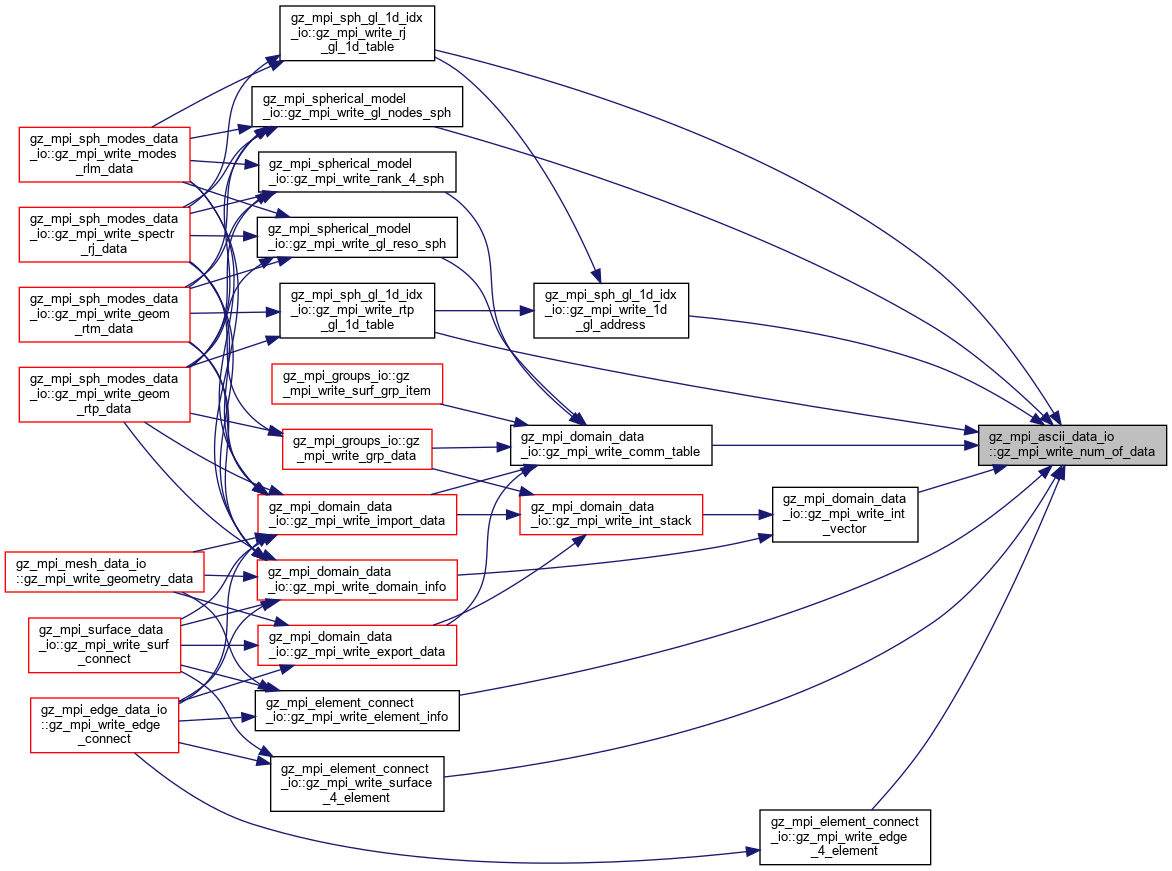 gz_mpi_sph_gl_1d_idx
_io::gz_mpi_write_rj
_gl_1d_table
gz_mpi_spherical_model
_io::gz_mpi_write_gl_nodes_sph
gz_mpi_sph_modes_data
_io::gz_mpi_write_modes
_rlm_data
gz_mpi_spherical_model
_io::gz_mpi_write_rank_4_sph
gz_mpi_sph_modes_data
_io::gz_mpi_write_spectr
_rj_data
gz_mpi_spherical_model
_io::gz_mpi_write_gl_reso_sph
gz_mpi_sph_modes_data
_io::gz_mpi_write_geom
_rtm_data
gz_mpi_sph_gl_1d_idx
_io::gz_mpi_write_rtp
_gl_1d_table
gz_mpi_sph_gl_1d_idx
_io::gz_mpi_write_1d
_gl_address
gz_mpi_sph_modes_data
_io::gz_mpi_write_geom
_rtp_data
gz_mpi_groups_io::gz
_mpi_write_surf_grp_item
gz_mpi_groups_io::gz
_mpi_write_grp_data
gz_mpi_domain_data
_io::gz_mpi_write_comm_table
gz_mpi_ascii_data_io
::gz_mpi_write_num_of_data
gz_mpi_domain_data
_io::gz_mpi_write_import_data
gz_mpi_domain_data
_io::gz_mpi_write_int_stack
gz_mpi_domain_data
_io::gz_mpi_write_int
_vector
gz_mpi_mesh_data_io
::gz_mpi_write_geometry_data
gz_mpi_domain_data
_io::gz_mpi_write_domain_info
gz_mpi_surface_data
_io::gz_mpi_write_surf
_connect
gz_mpi_domain_data
_io::gz_mpi_write_export_data
gz_mpi_edge_data_io
::gz_mpi_write_edge
_connect
gz_mpi_element_connect
_io::gz_mpi_write_element_info
gz_mpi_element_connect
_io::gz_mpi_write_surface
_4_element
gz_mpi_element_connect
_io::gz_mpi_write_edge
_4_element